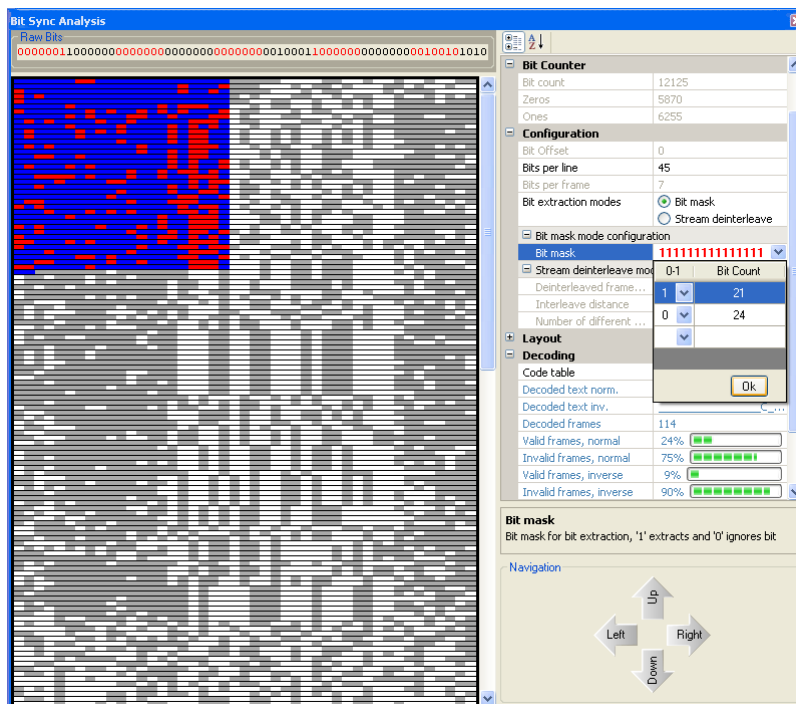 Bit Sync Analysis
Raw Bits
Bit Counter
Bit count 12125
Zeros 5870
Ones 6255
Configuration
Bit Offset 0
Bits per line 45
Bits per frame 7
Bit extraction modes Bit mask
Stream deinterleave
Bit mask mode configuration
Bit mask 111111111111111
Stream deinterleave mod
0-1 Bit Count
Deinterleaved frame...
1 21
Interleave distance
0 24
Number of different ...
Layout
Decoding
Code table
Ok
Decoded text norm.
Decoded text inv. C_...
Decoded frames 114
Valid frames, normal 24%
Invalid frames, normal 75%
Valid frames, inverse 9%
Invalid frames, inverse 90%
Bit mask
Bit mask for bit extraction, '1' extracts and '0' ignores bit
Navigation
Up
Left Right
Down